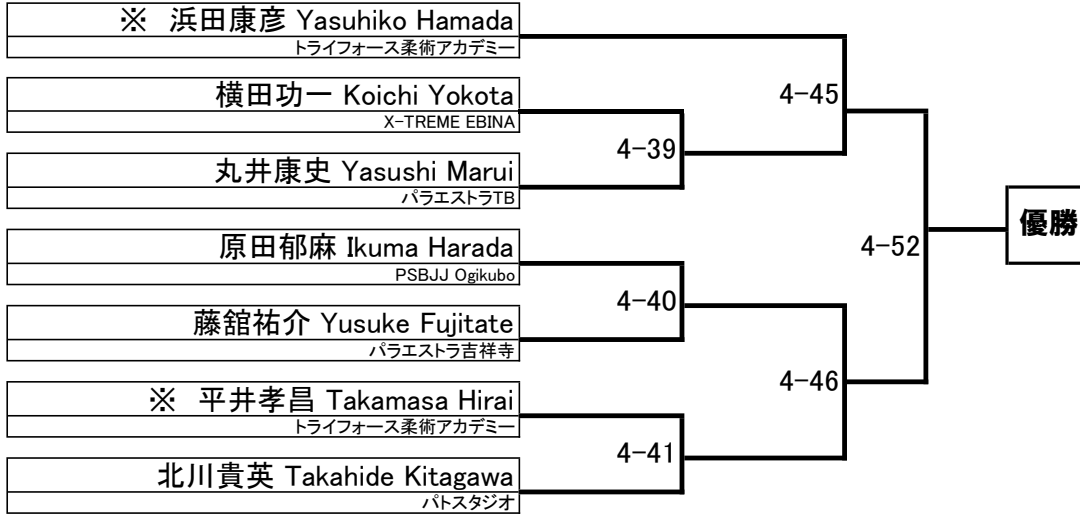 ※ 浜田康彦 Yasuhiko Hamada
トライフォース柔術アカデミー
横田功一 Koichi Yokota
X-TREME EBINA
丸井康史 Yasushi Marui
パラエストラTB
原田郁麻 Ikuma Harada
PSBJJ Ogikubo
藤舘祐介 Yusuke Fujitate
パラエストラ吉祥寺
※ 平井孝昌 Takamasa Hirai
トライフォース柔術アカデミー
北川貴英 Takahide Kitagawa
パトスタジオ
4-39
4-40
4-41
4-45
4-46
4-52
優勝